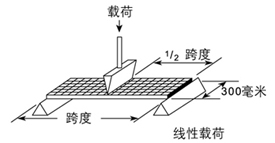 载荷
1/2 跨度
300毫米
跨度
线性载荷